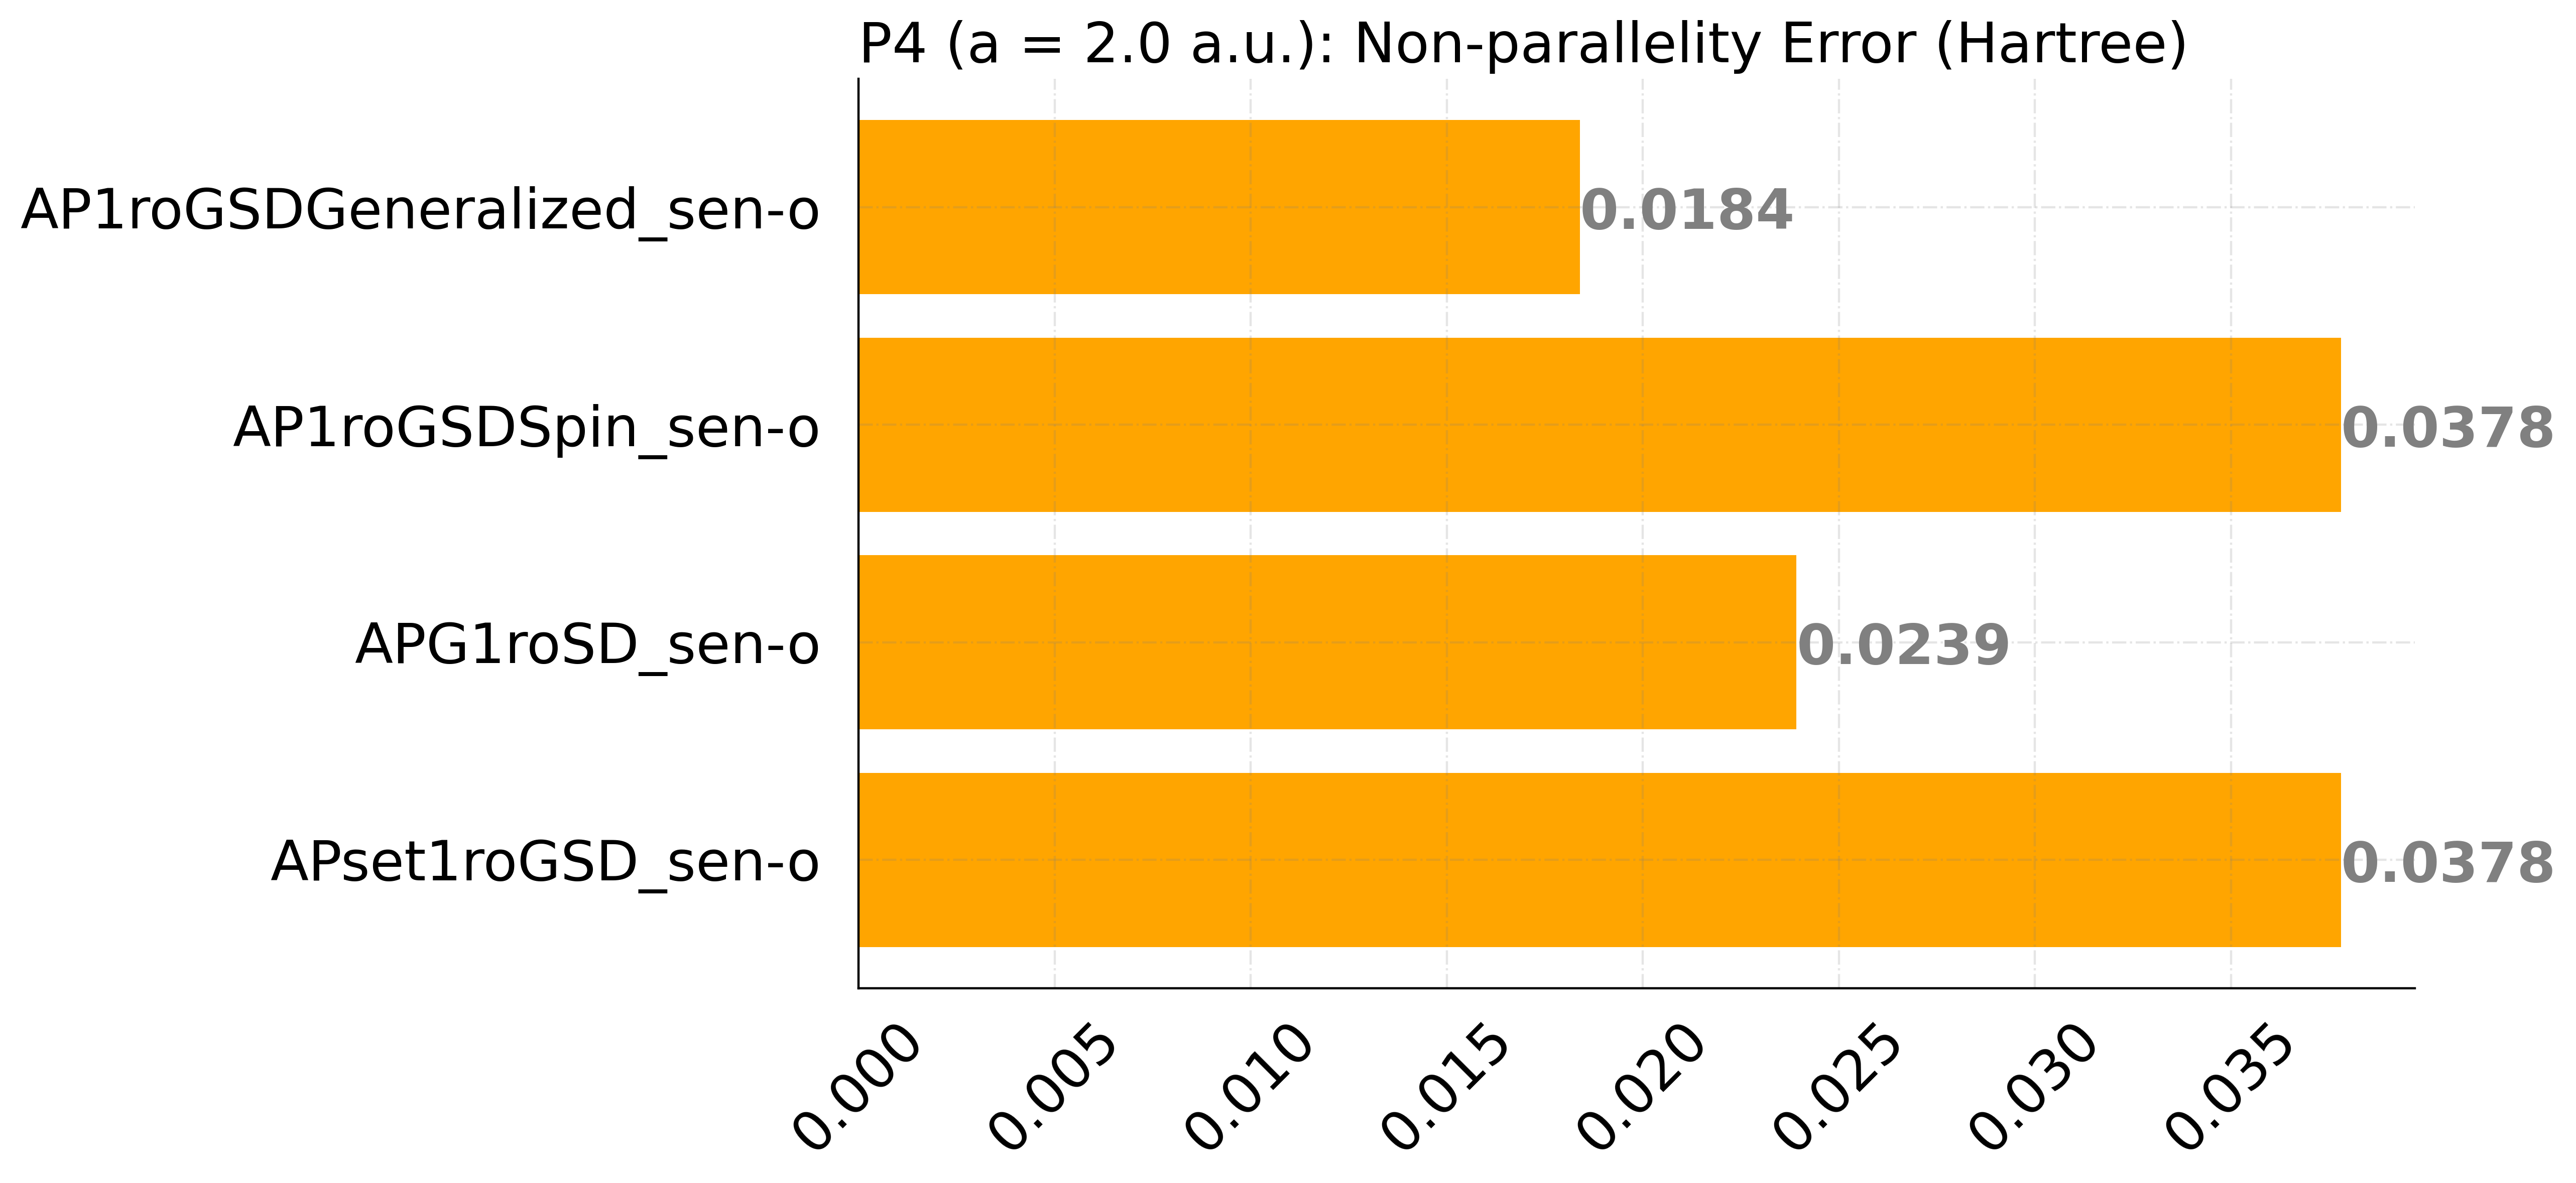 P4 (a = 2.0 a.u.): Non-parallelity Error (Hartree)
AP1roGSDGeneralized_sen-o
0.0184
AP1roGSDSpin_sen-o
0.0378
APG1roSD_sen-o
0.0239
APset1roGSD_sen-o
0.0378
0.000
0.005
0.010
0.015
0.020
0.025
0.030
0.035